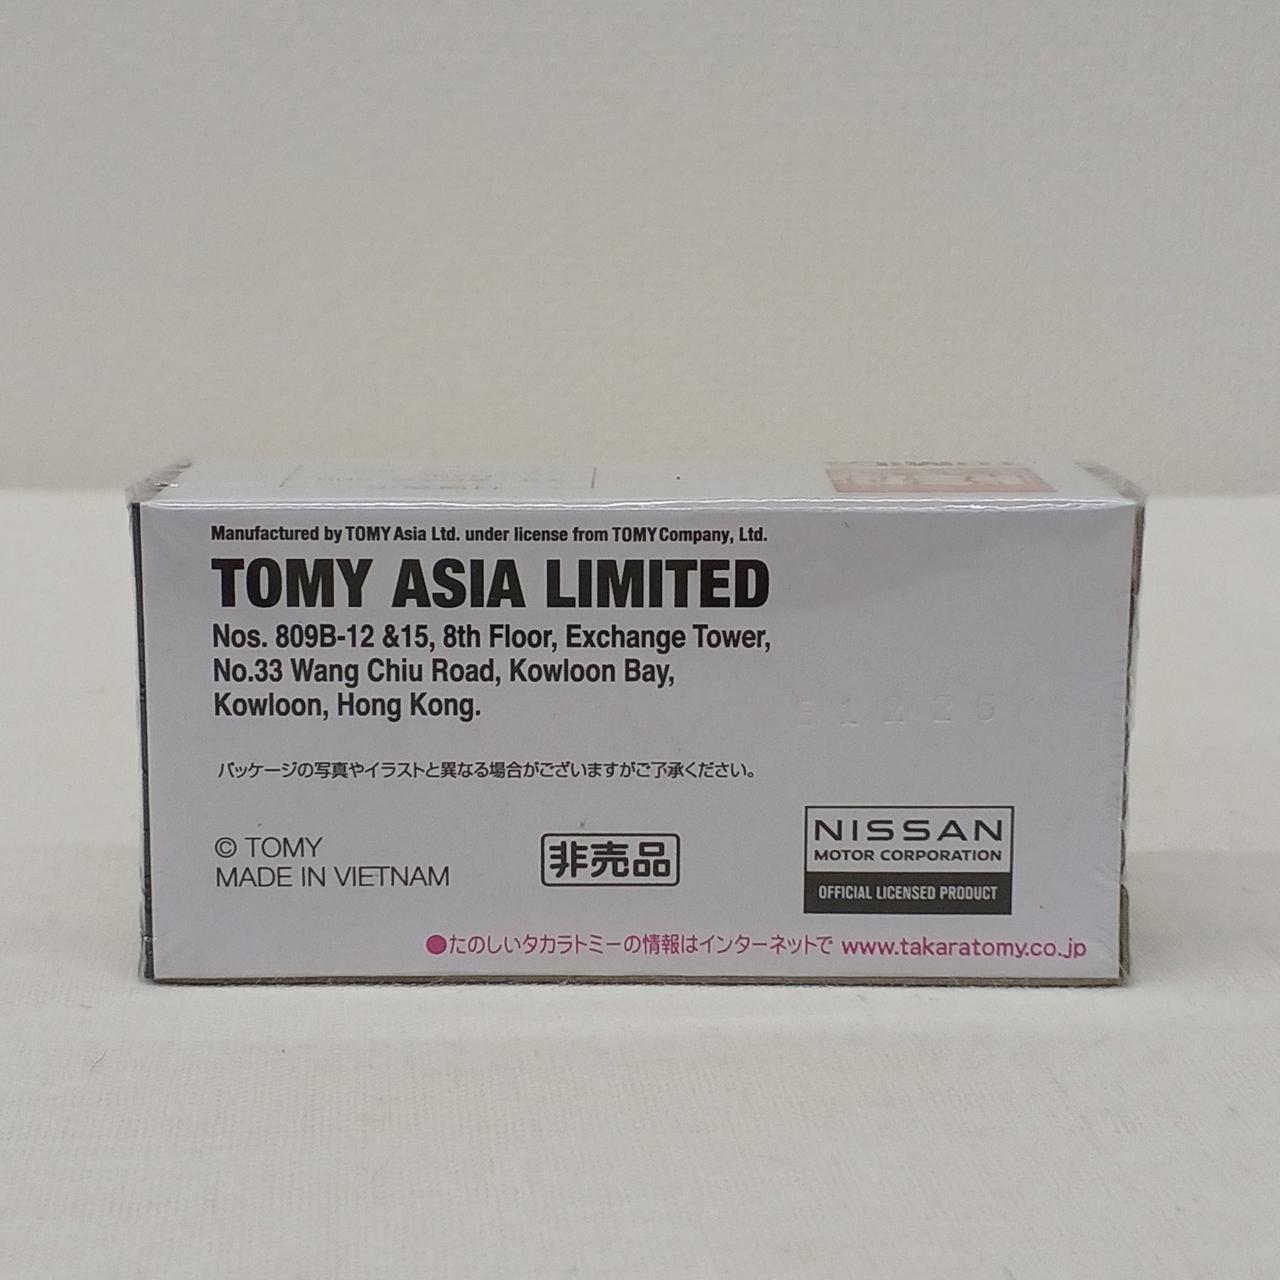 Manufactured by TOMY Asia Ltd. under license from TOMY Company, Ltd.
TOMY ASIA LIMITED
Nos. 809B-12 &15, 8th Floor, Exchange Tower,
No.33 Wang Chiu Road, Kowloon Bay,
Kowloon, Hong Kong.
パッケージの写真やイラストと異なる場合がございますがご了承ください。
© TOMY
MADE IN VIETNAM
非売品
NISSAN
MOTOR CORPORATION
OFFICIAL LICENSED PRODUCT
●たのしいタカラトミーの情報はインターネットで www.takaratomy.co.jp